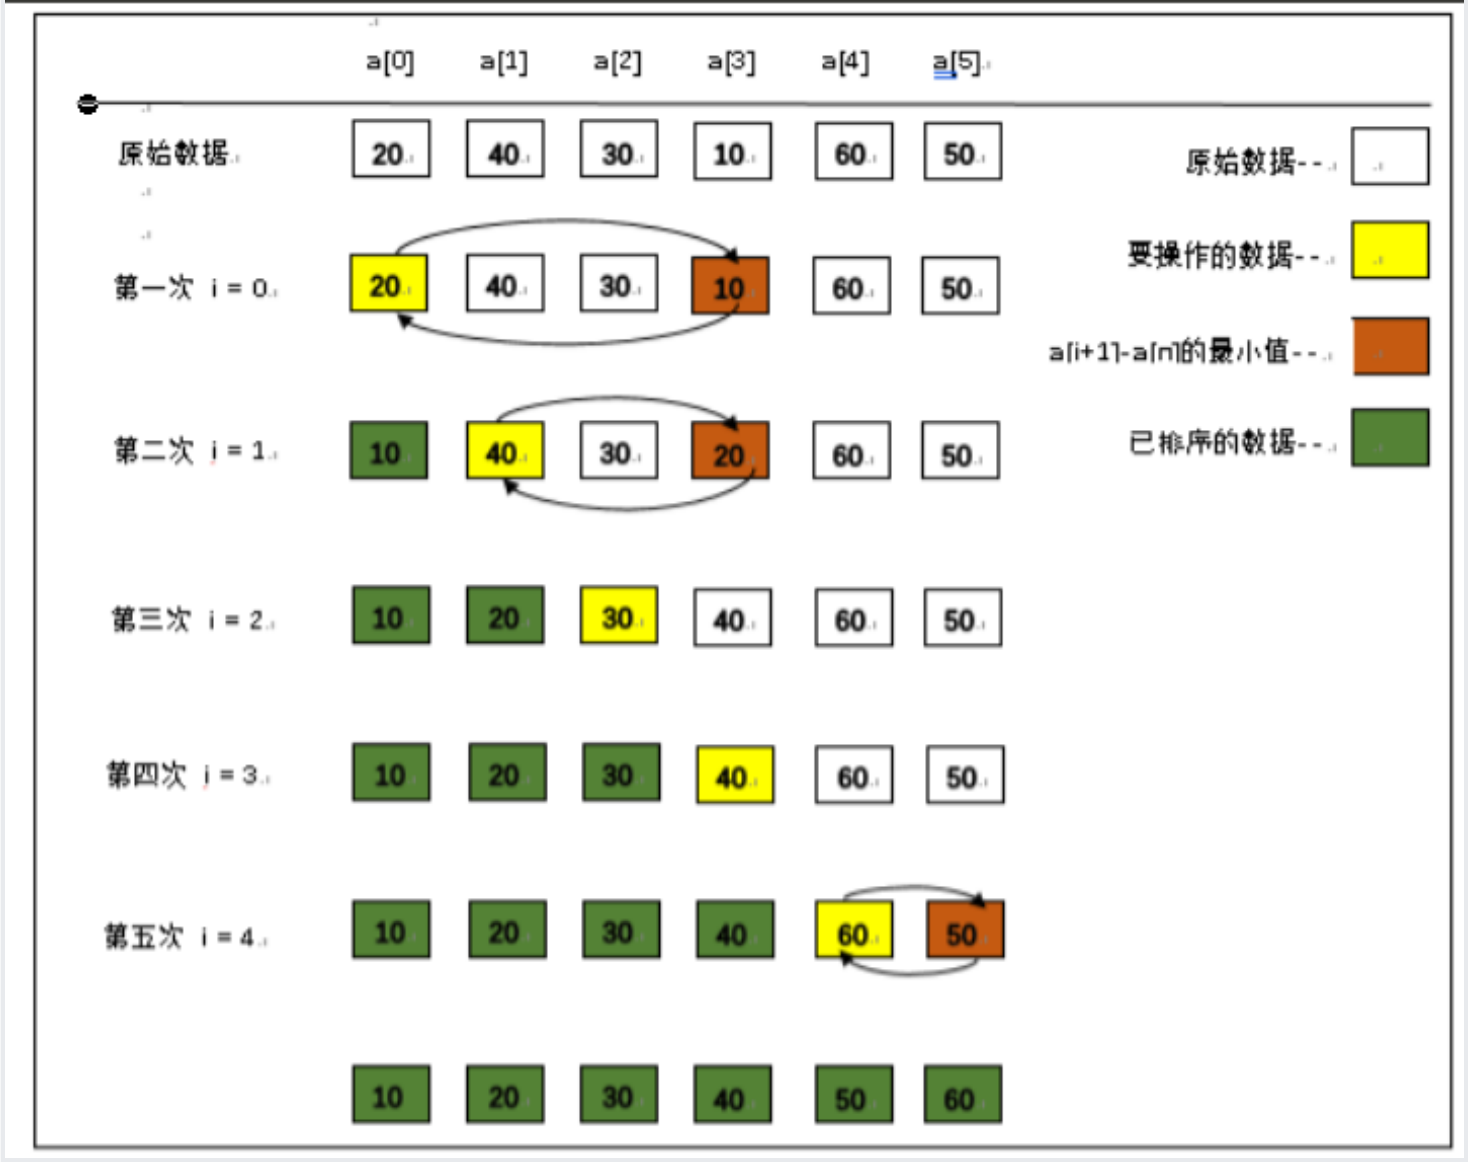 a[0] a[1] a[2] a[3] a[4] a[5]
原始数据 20 40 30 10 60 50 原始数据--
要操作的数据--
第一次 i = 0 20 40 30 10 60 50
a[i+1]-a[n]的最小值--
已排序的数据--
第二次 i = 1 10 40 30 20 60 50
第三次 i = 2 10 20 30 40 60 50
第四次 i = 3 10 20 30 40 60 50
第五次 i = 4 10 20 30 40 60 50
10 20 30 40 50 60